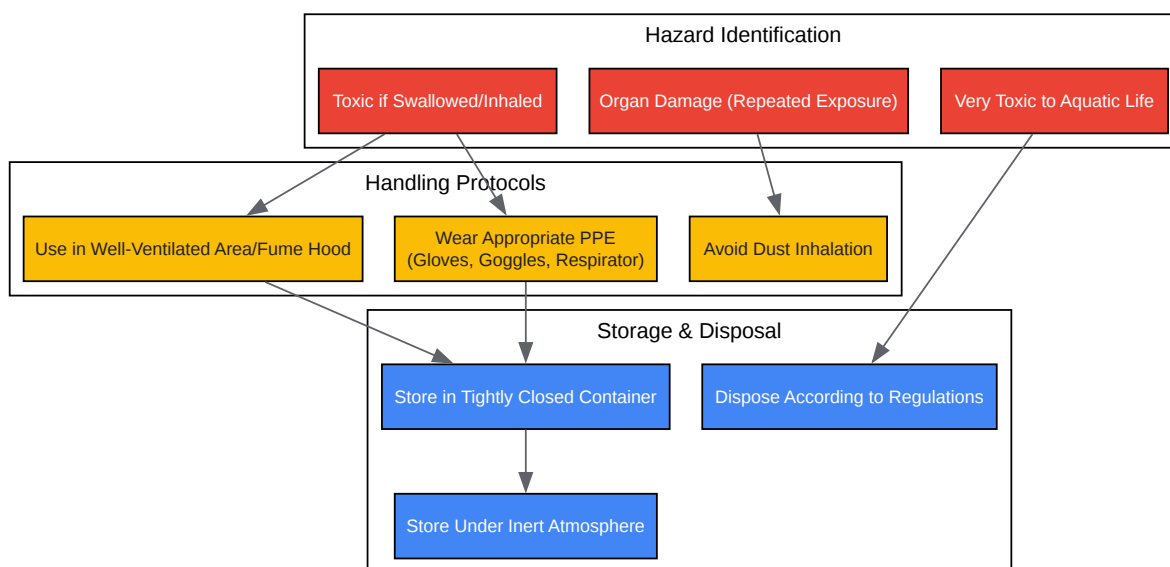 Hazard Identification
Toxic if Swallowed/Inhaled
Organ Damage (Repeated Exposure)
Very Toxic to Aquatic Life
Handling Protocols
Use in Well-Ventilated Area/Fume Hood
Wear Appropriate PPE
(Gloves, Goggles, Respirator)
Avoid Dust Inhalation
Storage & Disposal
Store in Tightly Closed Container
Dispose According to Regulations
Store Under Inert Atmosphere